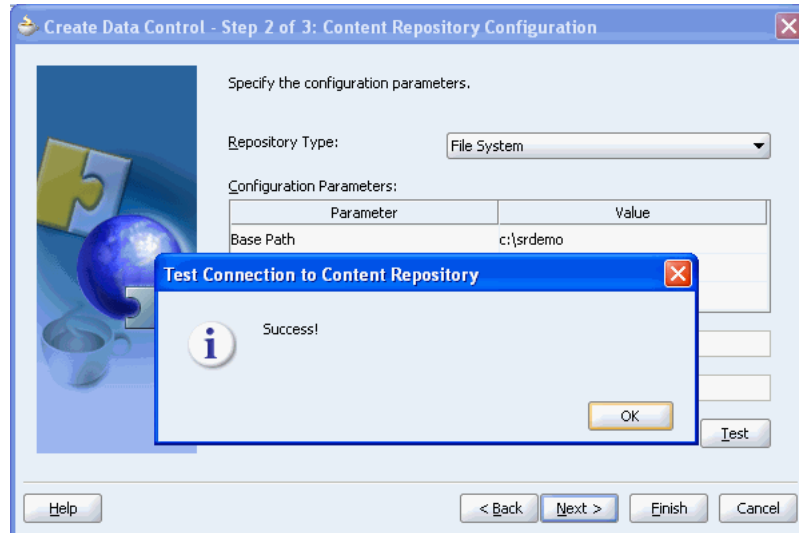 Create Data Control - Step 2 of 3: Content Repository Configuration
Specify the configuration parameters.
Repository Type: File System
Configuration Parameters:
Parameter Value
Base Path c:\srdemo
Test Connection to Content Repository
Success!
OK
Test
Help < Back Next > Finish Cancel